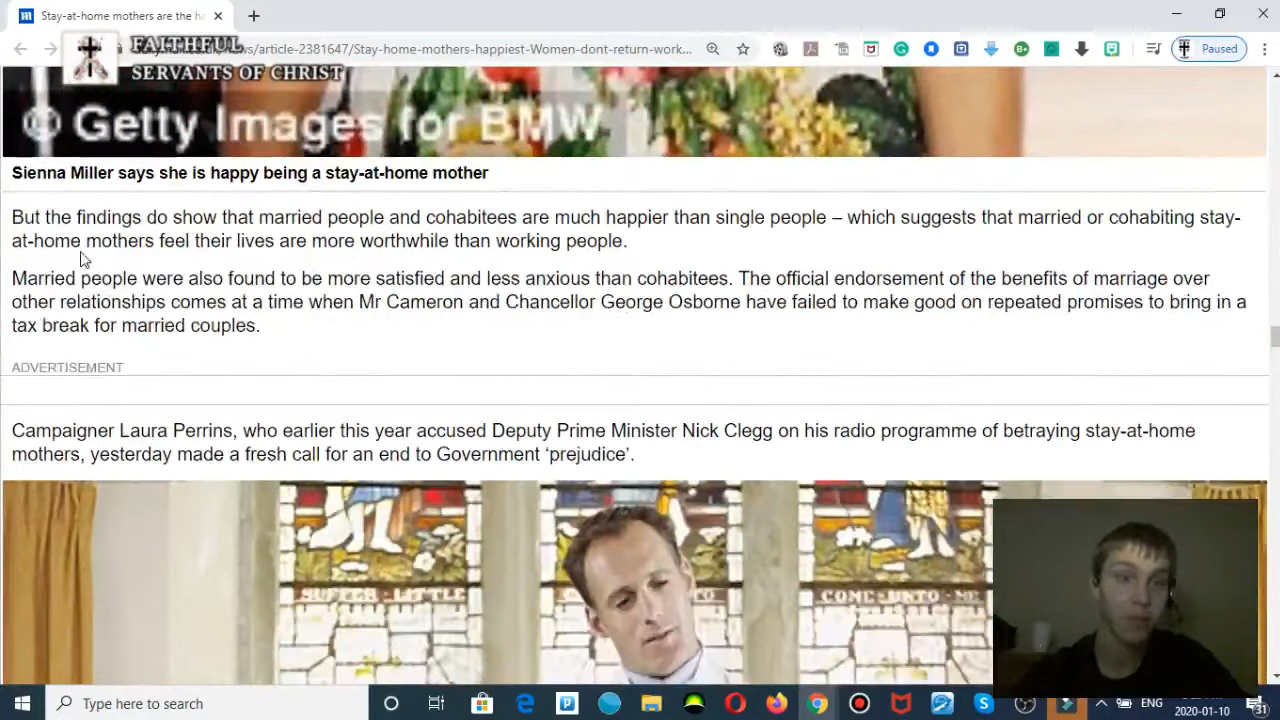 Stay-at-home mothers are the ha
FAITHFUL
SERVANTS OF CHRIST
/news/article-2381647/Stay-home-mothers-happiest-Women-dont-return-work...
Paused
© Getty Images for BMW
Sienna Miller says she is happy being a stay-at-home mother
But the findings do show that married people and cohabitees are much happier than single people – which suggests that married or cohabiting stay-
at-home mothers feel their lives are more worthwhile than working people.
Married people were also found to be more satisfied and less anxious than cohabitees. The official endorsement of the benefits of marriage over
other relationships comes at a time when Mr Cameron and Chancellor George Osborne have failed to make good on repeated promises to bring in a
tax break for married couples.
ADVERTISEMENT
Campaigner Laura Perrins, who earlier this year accused Deputy Prime Minister Nick Clegg on his radio programme of betraying stay-at-home
mothers, yesterday made a fresh call for an end to Government ‘prejudice’.
SUFFER LITTLE
TO
COME UNTO ME
Type here to search
ENG
2020-01-10
31